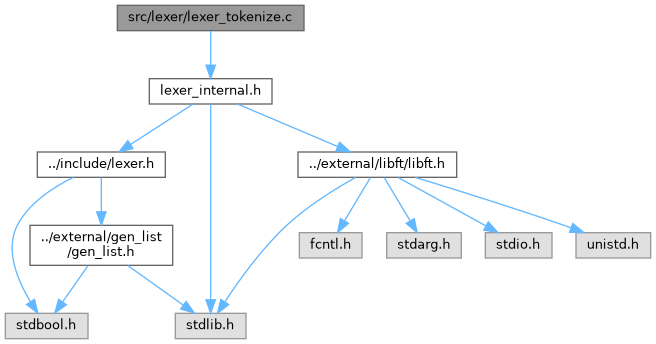 src/lexer/lexer_tokenize.c
lexer_internal.h
../include/lexer.h
../external/libft/libft.h
../external/gen_list
/gen_list.h
fcntl.h
stdarg.h
stdio.h
unistd.h
stdbool.h
stdlib.h